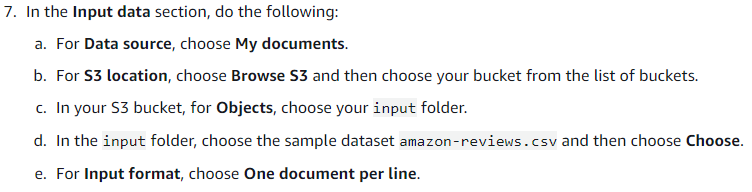 7. In the Input data section, do the following:
a. For Data source, choose My documents.
b. For S3 location, choose Browse S3 and then choose your bucket from the list of buckets.
c. In your S3 bucket, for Objects, choose your input folder.
d. In the input folder, choose the sample dataset amazon-reviews.csv and then choose Choose.
e. For Input format, choose One document per line.